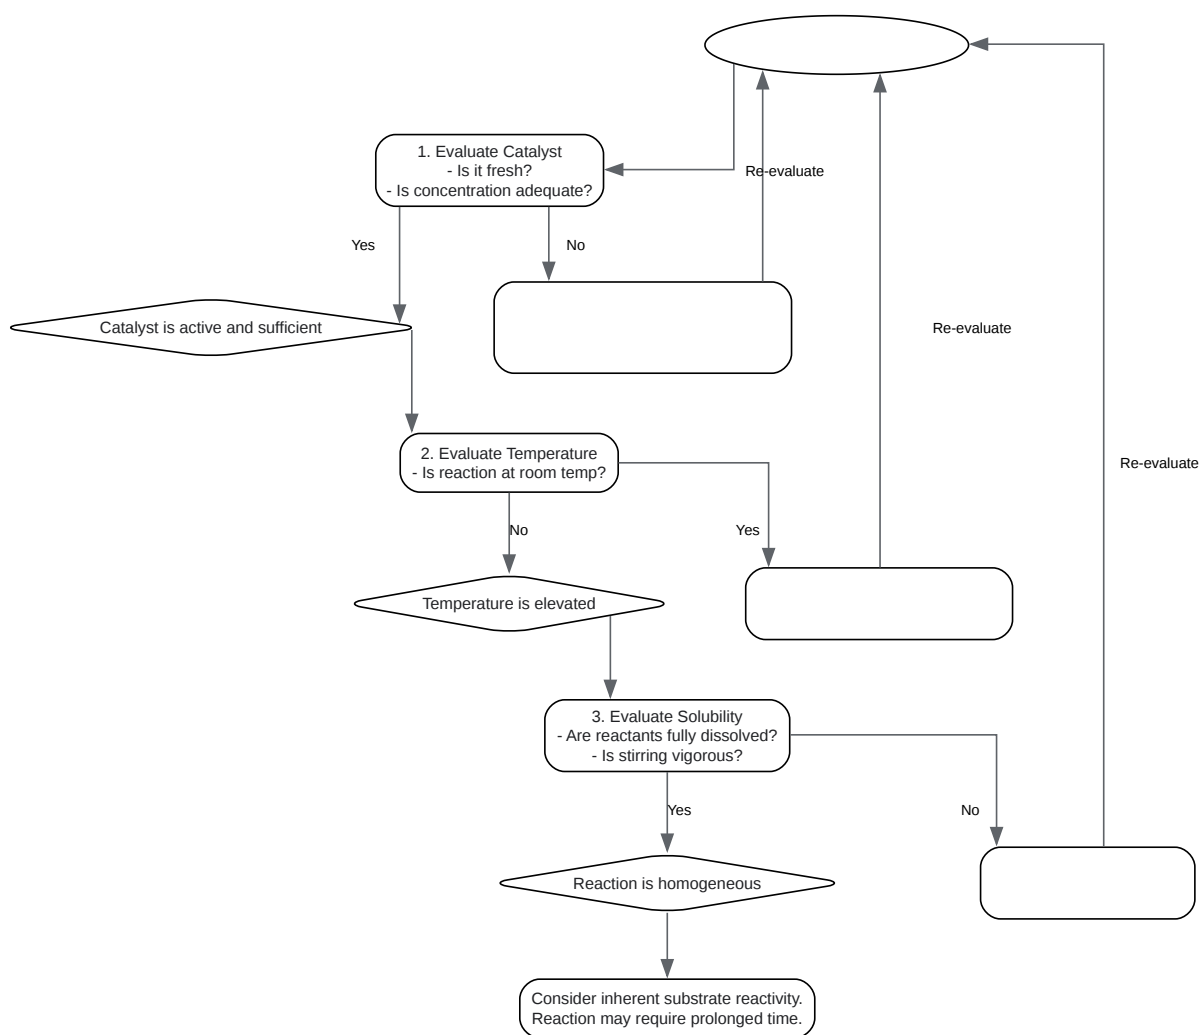 1. Evaluate Catalyst
- Is it fresh?
- Is concentration adequate?
Re-evaluate
Yes
No
Catalyst is active and sufficient
Re-evaluate
2. Evaluate Temperature
- Is reaction at room temp?
Re-evaluate
No
Yes
Temperature is elevated
3. Evaluate Solubility
- Are reactants fully dissolved?
- Is stirring vigorous?
Yes
No
Reaction is homogeneous
Consider inherent substrate reactivity.
Reaction may require prolonged time.